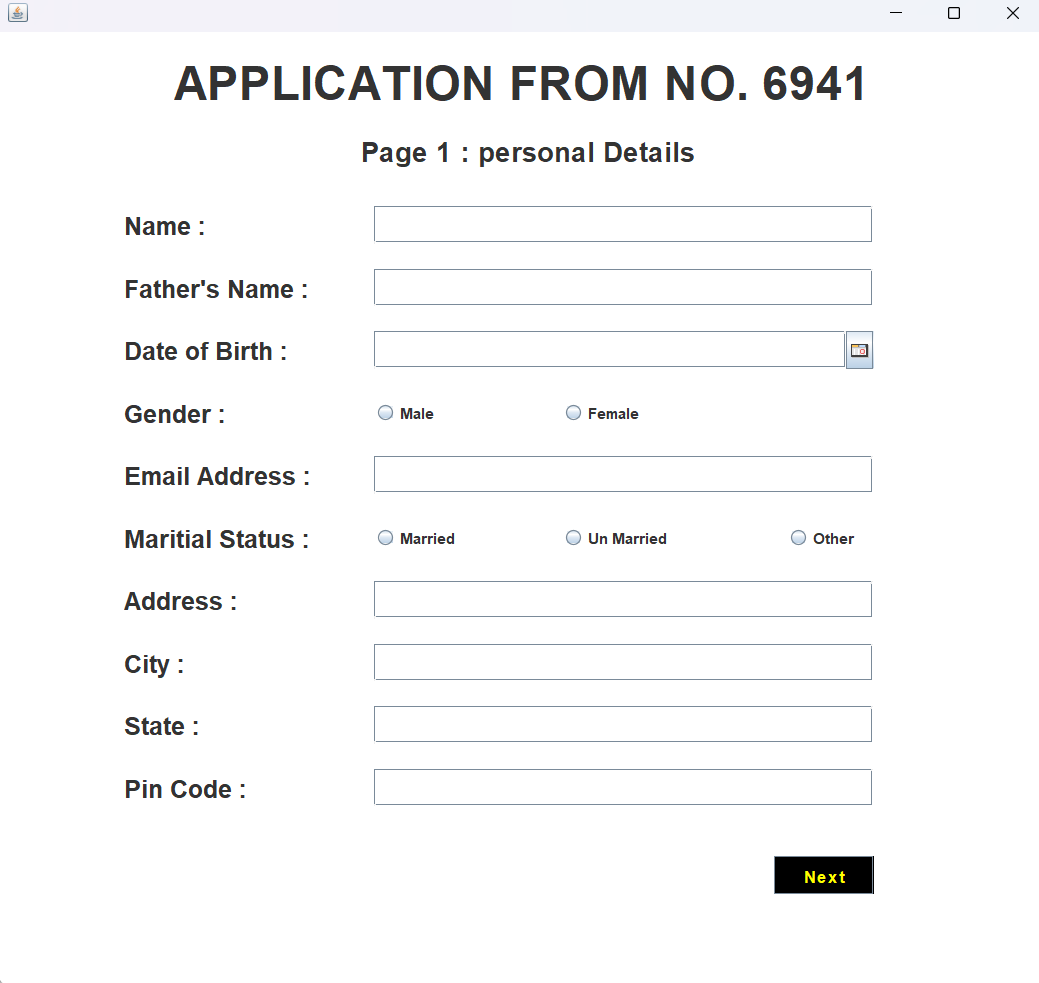 APPLICATION FROM NO. 6941
Page 1 : personal Details
Name :
Father's Name :
Date of Birth :
Gender : Male Female
Email Address :
Maritial Status : Married Un Married Other
Address :
City :
State :
Pin Code :
Next